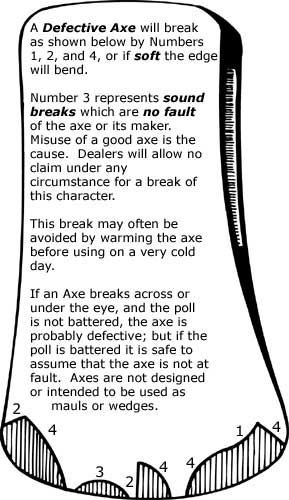 A Defective Axe will break
as shown below by Numbers
1, 2, and 4, or if soft the edge
will bend.
Number 3 represents sound
breaks which are no fault
of the axe or its maker.
Misuse of a good axe is the
cause.  Dealers will allow no
claim under any
circumstance for a break of
this character.
This break may often be
avoided by warming the axe
before using on a very cold
day.
If an Axe breaks across or
under the eye, and the poll
is not battered, the axe is
probably defective; but if the
poll is battered it is safe to
assume that the axe is not at
fault.  Axes are not designed
or intended to be used as
mauls or wedges.
2 4 3 2 4 4 1 4